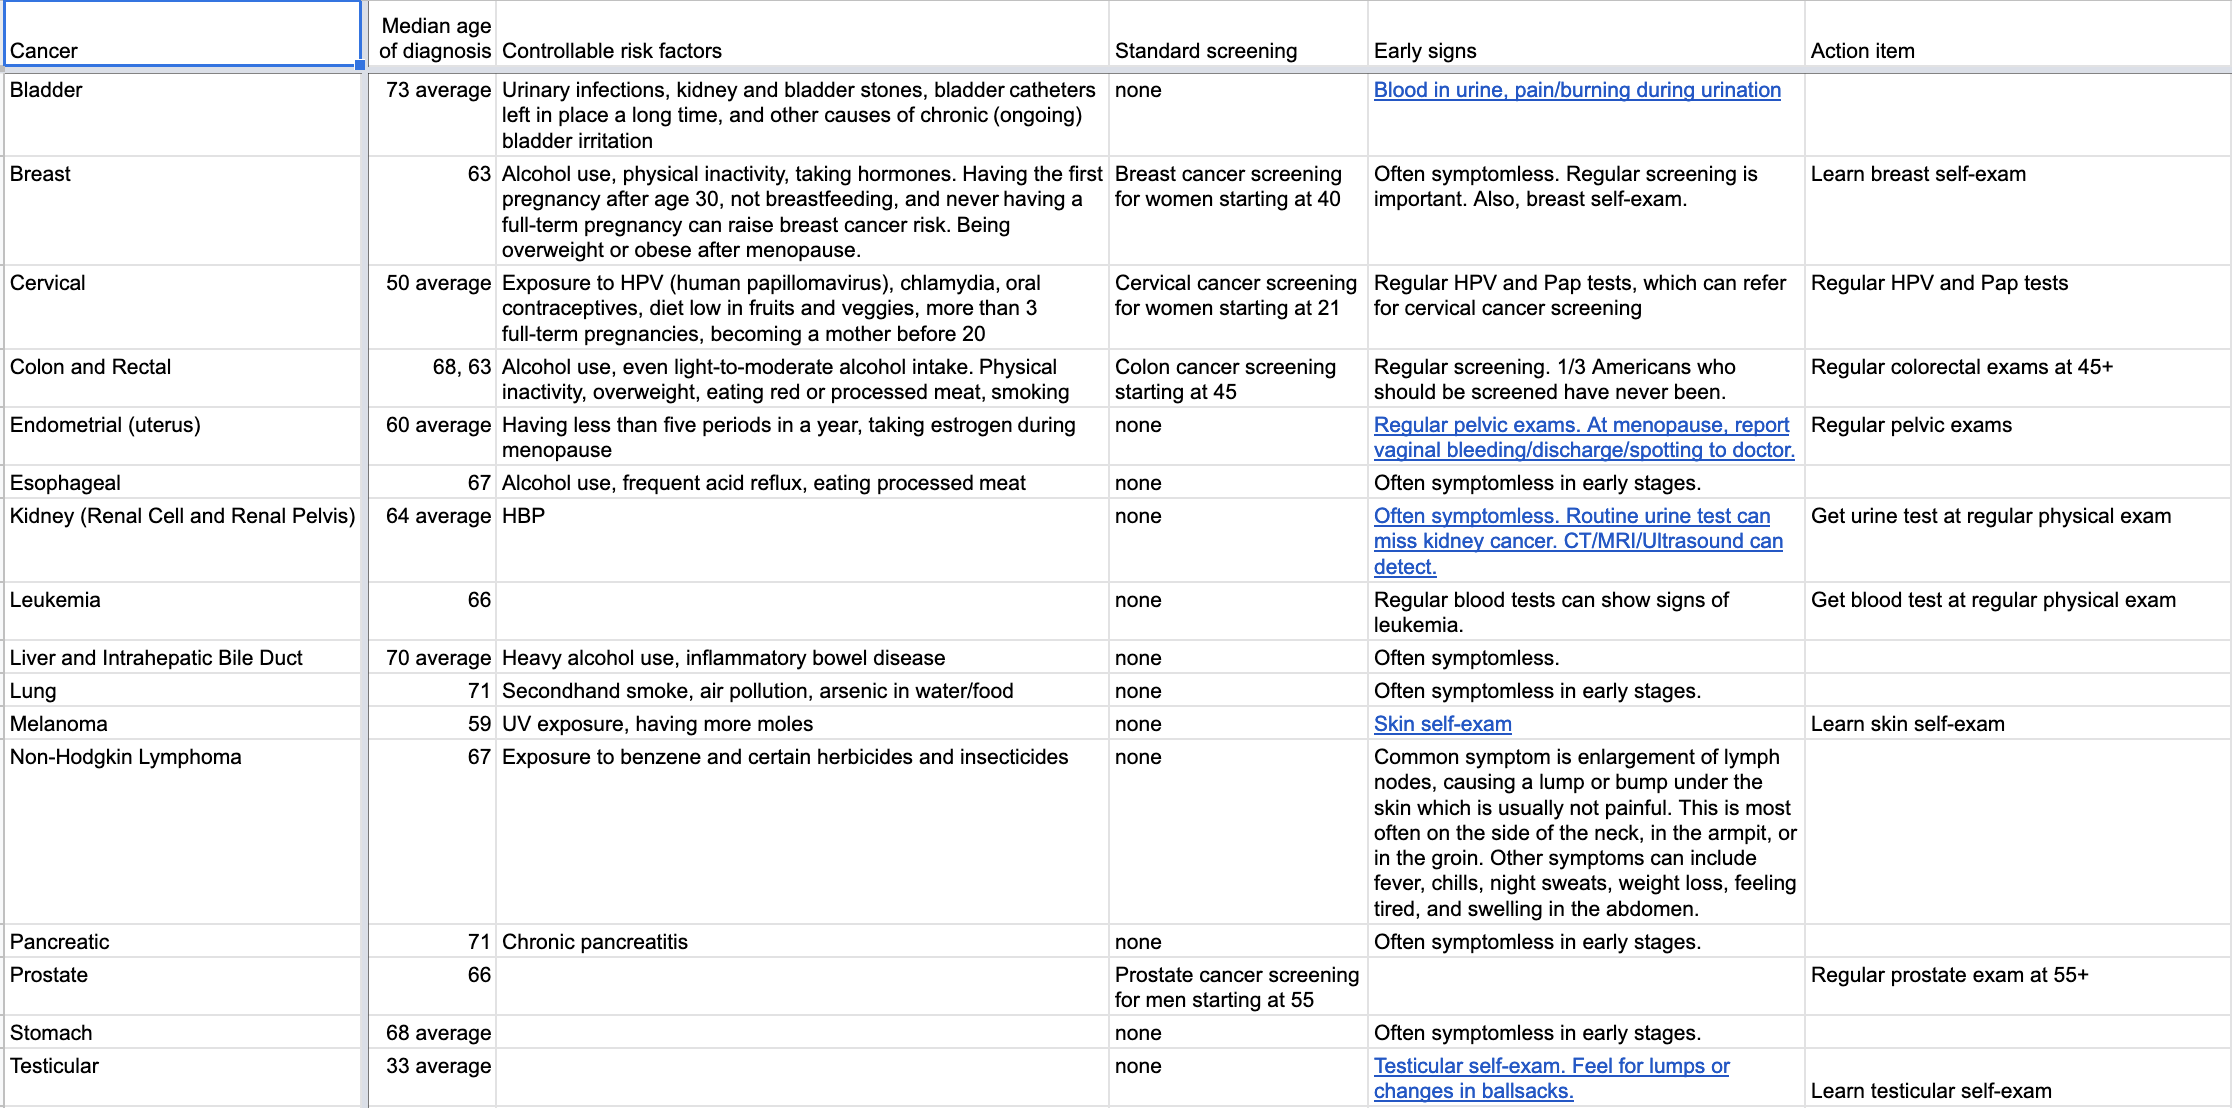 Cancer
Median age
of diagnosis
Controllable risk factors
Standard screening
Early signs
Action item
Bladder
73 average
Urinary infections, kidney and bladder stones, bladder catheters
left in place a long time, and other causes of chronic (ongoing)
bladder irritation
none
Blood in urine, pain/burning during urination
Breast
63
Alcohol use, physical inactivity, taking hormones. Having the first
pregnancy after age 30, not breastfeeding, and never having a
full-term pregnancy can raise breast cancer risk. Being
overweight or obese after menopause.
Breast cancer screening
for women starting at 40
Often symptomless. Regular screening is
important. Also, breast self-exam.
Learn breast self-exam
Cervical
50 average
Exposure to HPV (human papillomavirus), chlamydia, oral
contraceptives, diet low in fruits and veggies, more than 3
full-term pregnancies, becoming a mother before 20
Cervical cancer screening
for women starting at 21
Regular HPV and Pap tests, which can refer
for cervical cancer screening
Regular HPV and Pap tests
Colon and Rectal
68, 63
Alcohol use, even light-to-moderate alcohol intake. Physical
inactivity, overweight, eating red or processed meat, smoking
Colon cancer screening
starting at 45
Regular screening. 1/3 Americans who
should be screened have never been.
Regular colorectal exams at 45+
Endometrial (uterus)
60 average
Having less than five periods in a year, taking estrogen during
menopause
none
Regular pelvic exams. At menopause, report
vaginal bleeding/discharge/spotting to doctor.
Regular pelvic exams
Esophageal
67
Alcohol use, frequent acid reflux, eating processed meat
none
Often symptomless in early stages.
Kidney (Renal Cell and Renal Pelvis)
64 average
HBP
none
Often symptomless. Routine urine test can
miss kidney cancer. CT/MRI/Ultrasound can
detect.
Get urine test at regular physical exam
Leukemia
66
none
Regular blood tests can show signs of
leukemia.
Get blood test at regular physical exam
Liver and Intrahepatic Bile Duct
70 average
Heavy alcohol use, inflammatory bowel disease
none
Often symptomless.
Lung
71
Secondhand smoke, air pollution, arsenic in water/food
none
Often symptomless in early stages.
Melanoma
59
UV exposure, having more moles
none
Skin self-exam
Learn skin self-exam
Non-Hodgkin Lymphoma
67
Exposure to benzene and certain herbicides and insecticides
none
Common symptom is enlargement of lymph
nodes, causing a lump or bump under the
skin which is usually not painful. This is most
often on the side of the neck, in the armpit, or
in the groin. Other symptoms can include
fever, chills, night sweats, weight loss, feeling
tired, and swelling in the abdomen.
Pancreatic
71
Chronic pancreatitis
none
Often symptomless in early stages.
Prostate
66
Prostate cancer screening
for men starting at 55
Regular prostate exam at 55+
Stomach
68 average
none
Often symptomless in early stages.
Testicular
33 average
none
Testicular self-exam. Feel for lumps or
changes in ballsacks.
Learn testicular self-exam